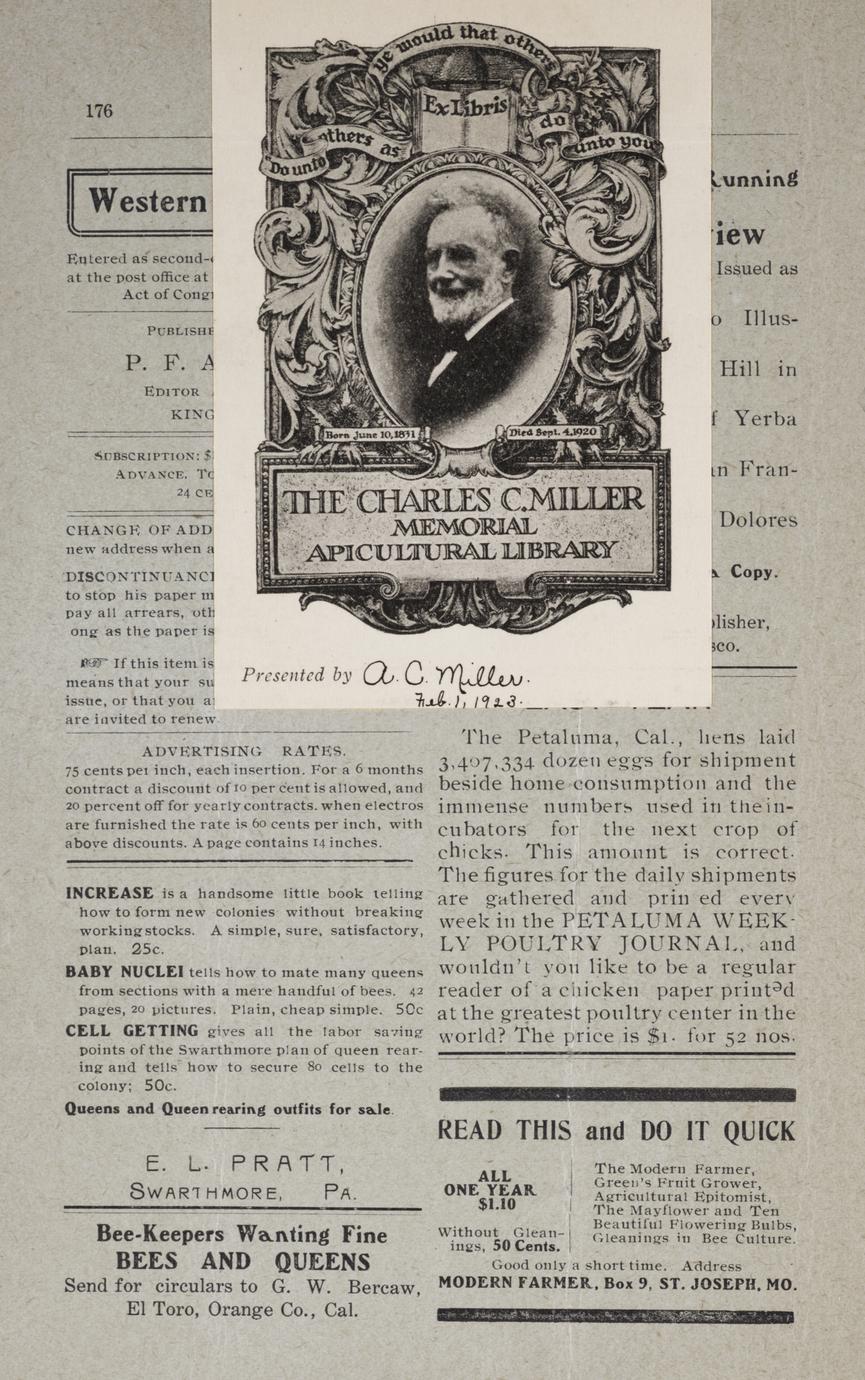 176
ye would that others
Ex Libris
others as
do
Do unto
unto you
Born June 10, 1831
Died Sept. 4, 1920
THE CHARLES C. MILLER
MEMORIAL
APICULTURAL LIBRARY
Presented by A. C. Miller.
Feb. 1, 1923.
Western
Entered as second-
at the post office at
Act of
P. F.
EDITOR
SUBSCRIPTION: $
ADVANCE.
24
CHANGE OF
new address when a
to stop his paper
pay all arrears,
ong as the paper is
☞ If this item is
means that your
issue, or that you
are invited to renew
ADVERTISING RATES.
75 cents per inch, each insertion. For a 6 months
contract a discount of 10 per cent is allowed, and
20 percent off for yearly contracts. when electros
are furnished the rate is 60 cents per inch, with
above discounts. A page contains 14 inches.
INCREASE is a handsome little book telling
how to form new colonies without breaking
working stocks. A simple, sure, satisfactory,
plan. 25c.
BABY NUCLEI tells how to mate many queens
from sections with a mere handful of bees. 42
pages, 20 pictures. Plain, cheap simple. 50c
CELL GETTING gives all the labor saving
points of the Swarthmore plan of queen rear-
ing and tells how to secure 80 cells to the
colony; 50c.
Queens and Queen rearing outfits for sale.
E. L. PRATT,
SWARTHMORE, PA.
Bee-Keepers Wanting Fine
BEES AND QUEENS
Send for circulars to G. W. Bercaw,
El Toro, Orange Co., Cal.
Running
Issued as
Illus-
Hill in
Yerba
Fran-
Dolores
Copy.
The Petaluma, Cal., hens laid
3,407,334 dozen eggs for shipment
beside home consumption and the
immense numbers used in the in-
cubators for the next crop of
chicks. This amount is correct.
The figures for the daily shipments
are gathered and prin ed every
week in the PETALUMA WEEK-
LY POULTRY JOURNAL, and
wouldn't you like to be a regular
reader of a chicken paper printed
at the greatest poultry center in the
world? The price is $1. for 52 nos.
READ THIS and DO IT QUICK
ALL
ONE YEAR
$1.10
Without Glean-
ings, 50 Cents.
The Modern Farmer,
Green's Fruit Grower,
Agricultural Epitomist,
The Mayflower and Ten
Beautiful Flowering Bulbs,
Gleanings in Bee Culture.
Good only a short time. Address
MODERN FARMER, Box 9, ST. JOSEPH, MO.